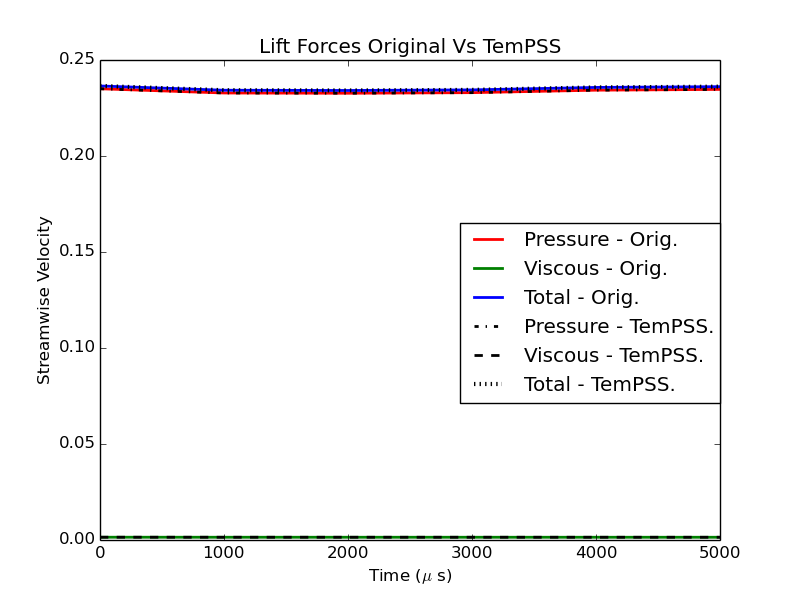 Lift Forces Original Vs TemPSS
0.25
0.20
0.15
0.10
0.05
0.00
Streamwise Velocity
Pressure - Orig.
Viscous - Orig.
Total - Orig.
Pressure - TemPSS.
Viscous - TemPSS.
Total - TemPSS.
0 1000 2000 3000 4000 5000
Time (μ s)